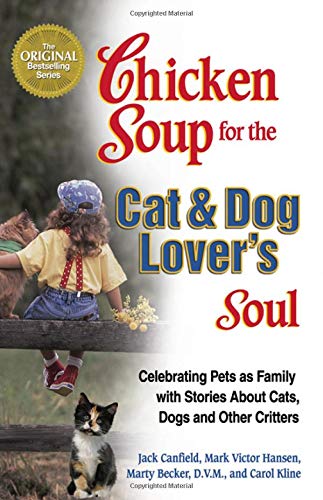 The
ORIGINAL
Bestselling
Series
Chicken
Soup for the
Cat & Dog
Lover's
Soul
Celebrating Pets as Family
with Stories About Cats,
Dogs and Other Critters
Jack Canfield, Mark Victor Hansen,
Marty Becker, D.V.M., and Carol Kline